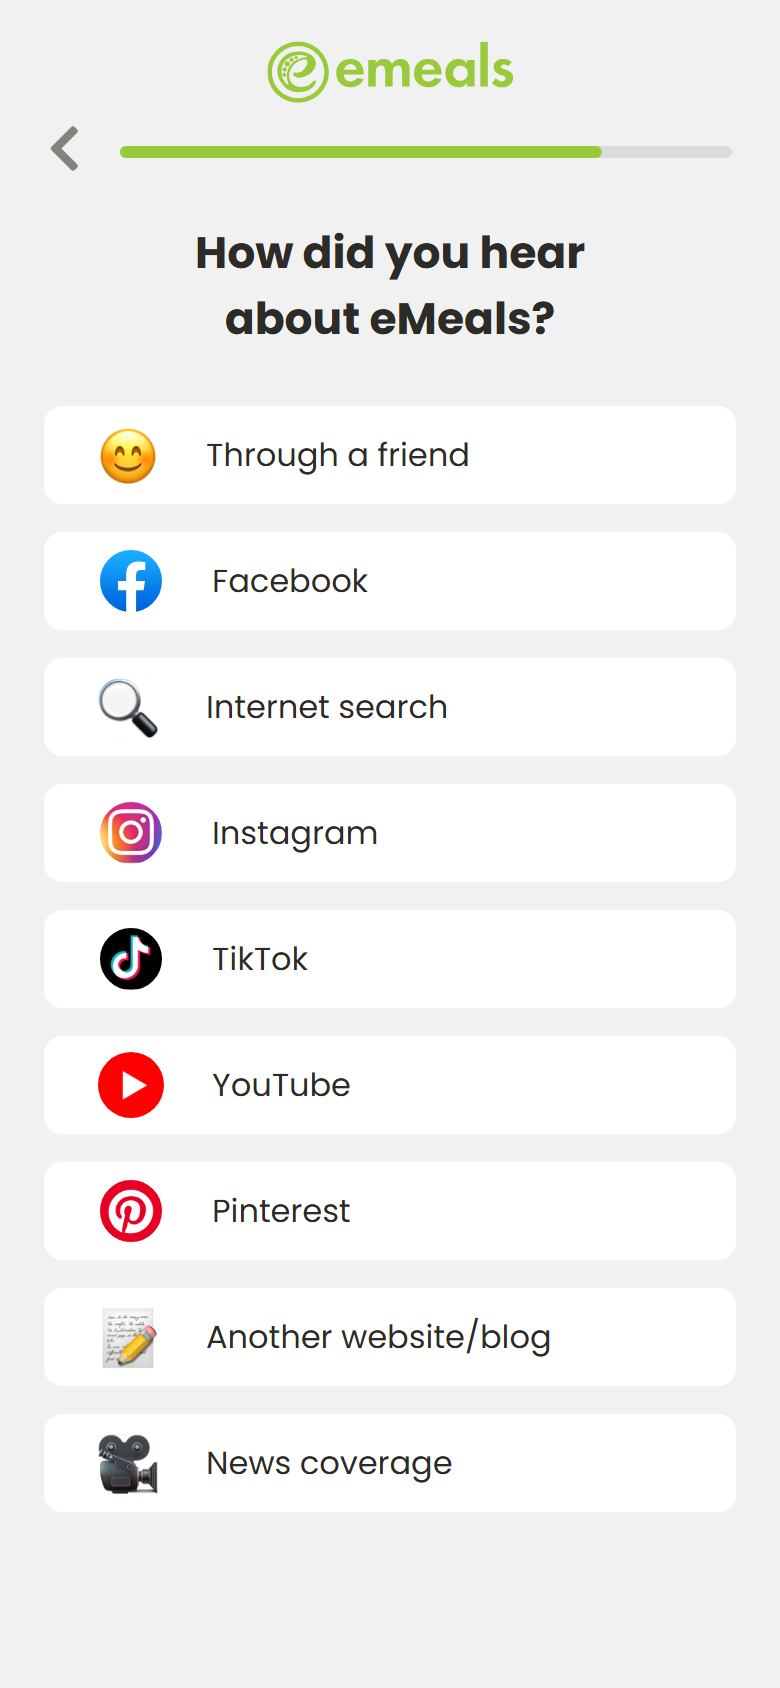 emeals
How did you hear
about eMeals?
Through a friend
Facebook
Internet search
Instagram
TikTok
YouTube
Pinterest
Another website/blog
News coverage